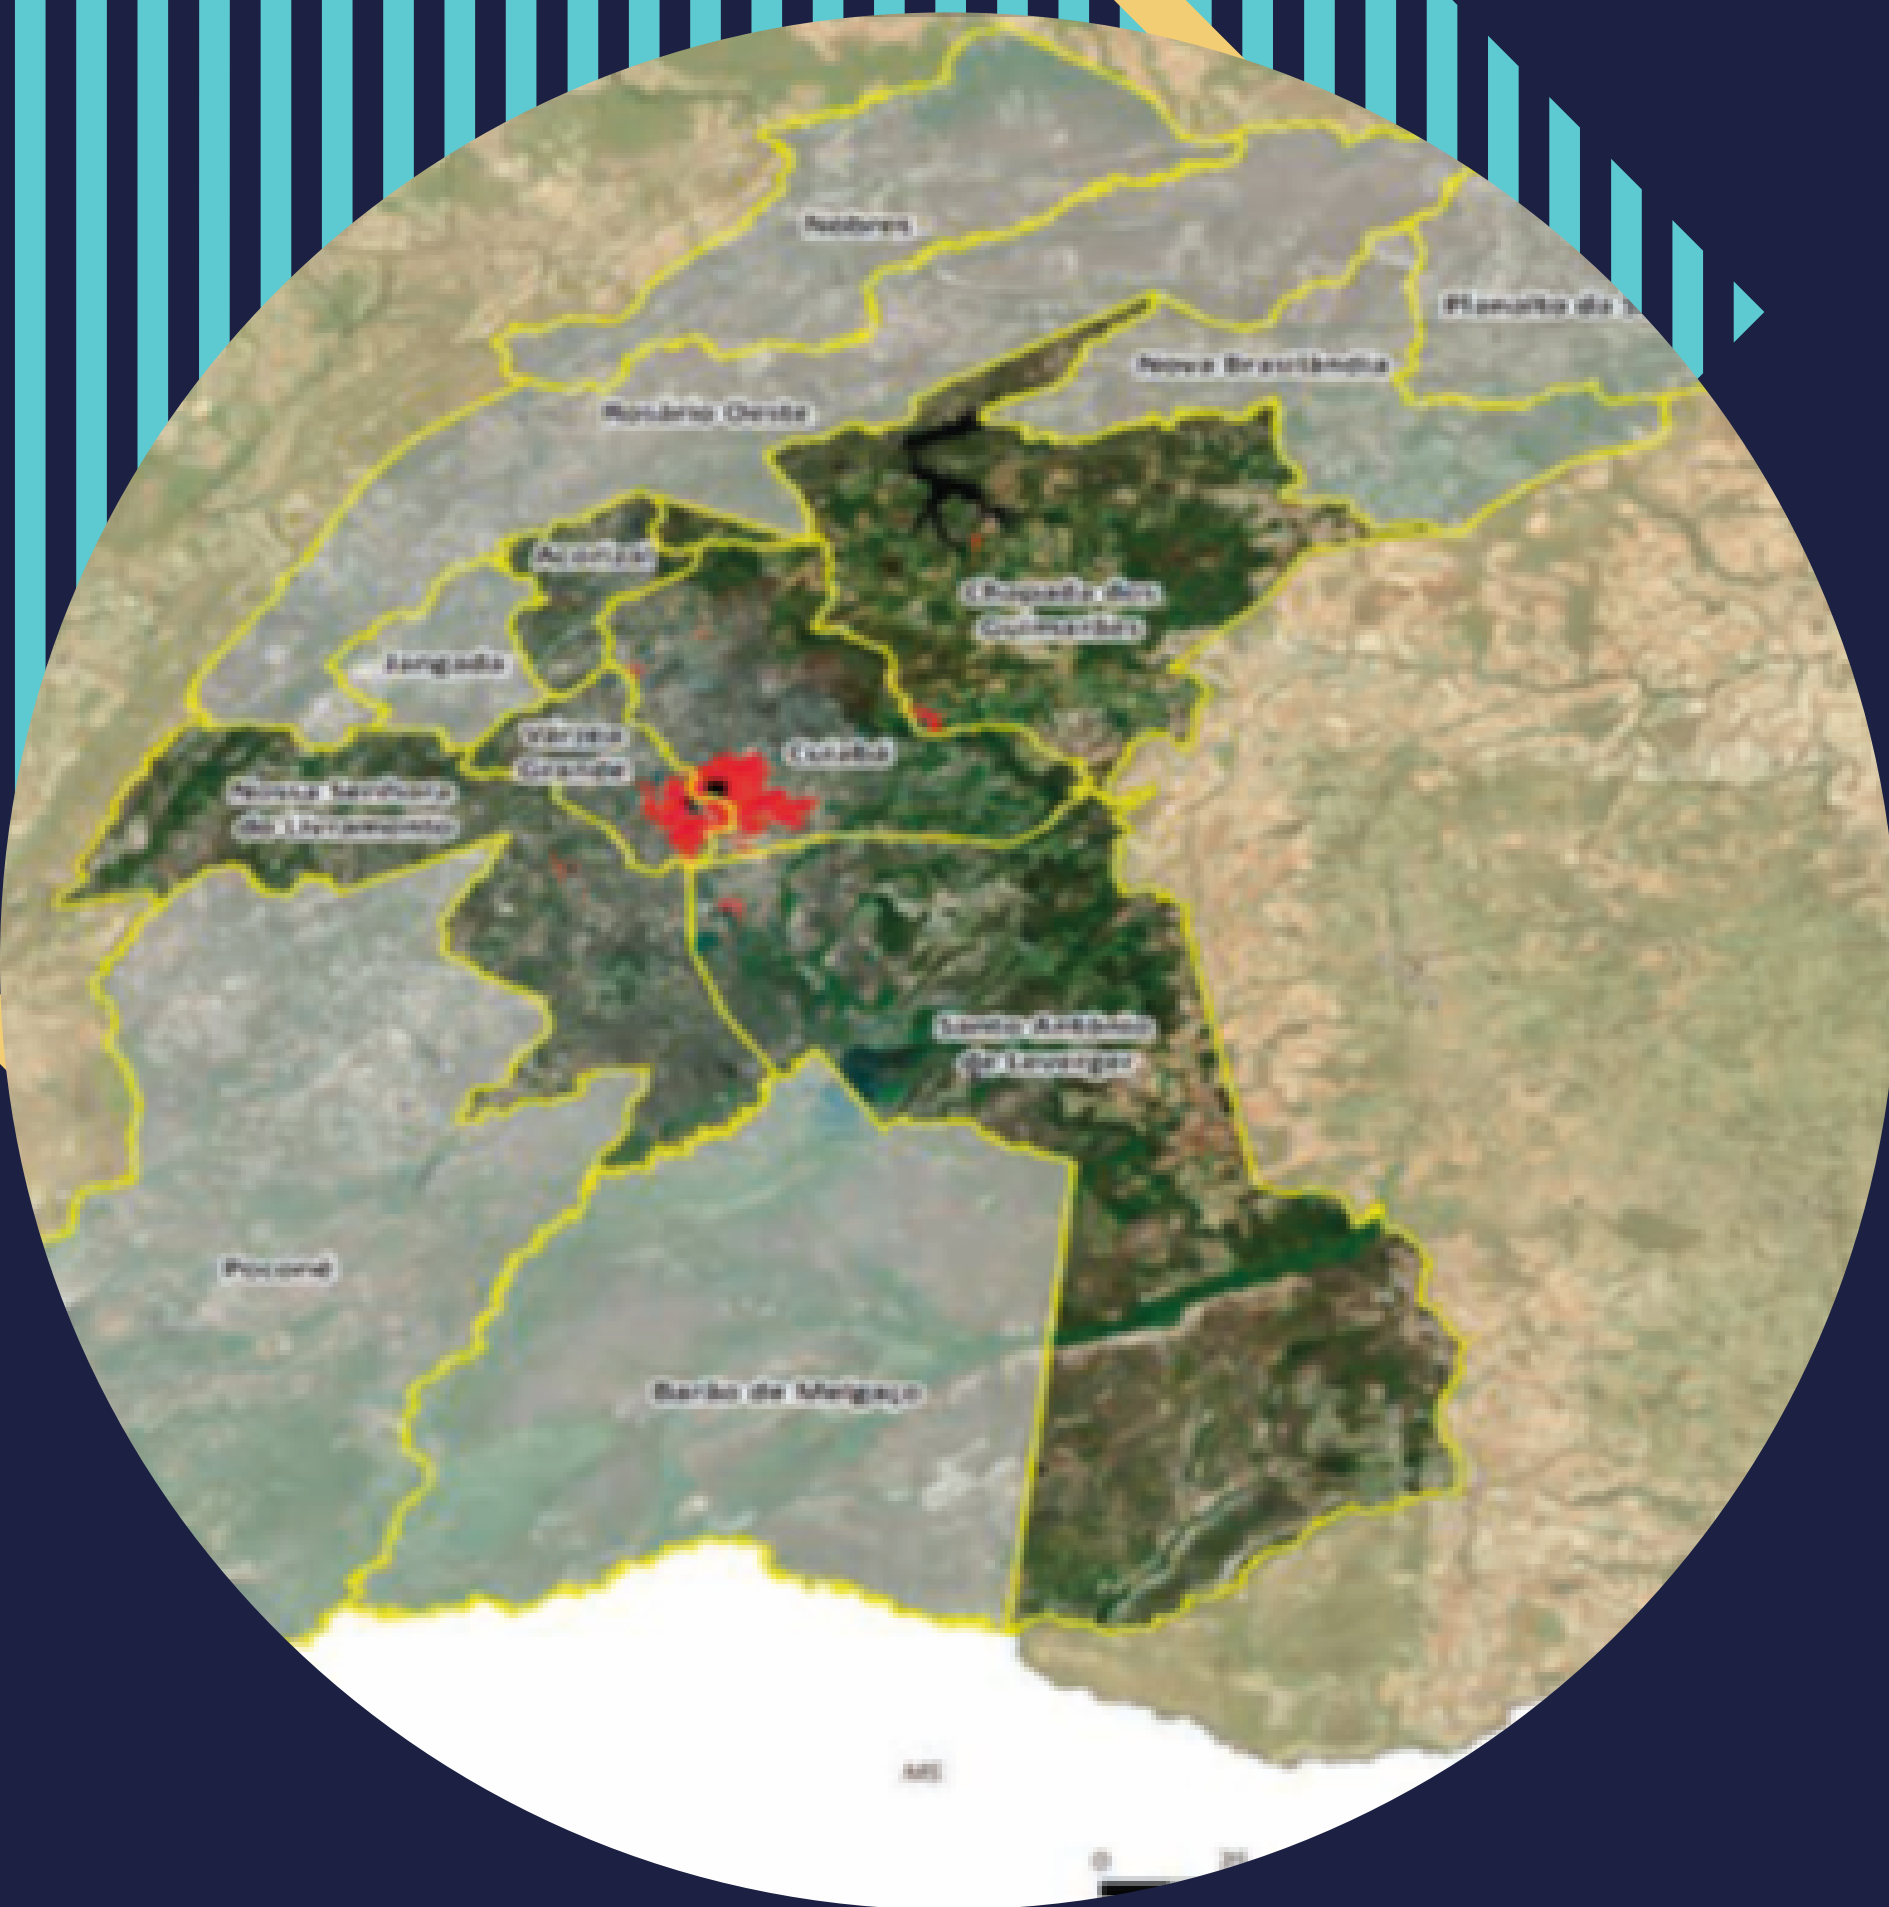 Nobres
Planalto da
Nova Brasilândia
Rosário Oeste
Acorizal
Chapada dos
Guimarães
Jangada
Várzea
Grande
Cuiabá
Nossa Senhora
do Livramento
Santo Antônio
de Leverger
Poconé
Barão de Melgaço
MS
0